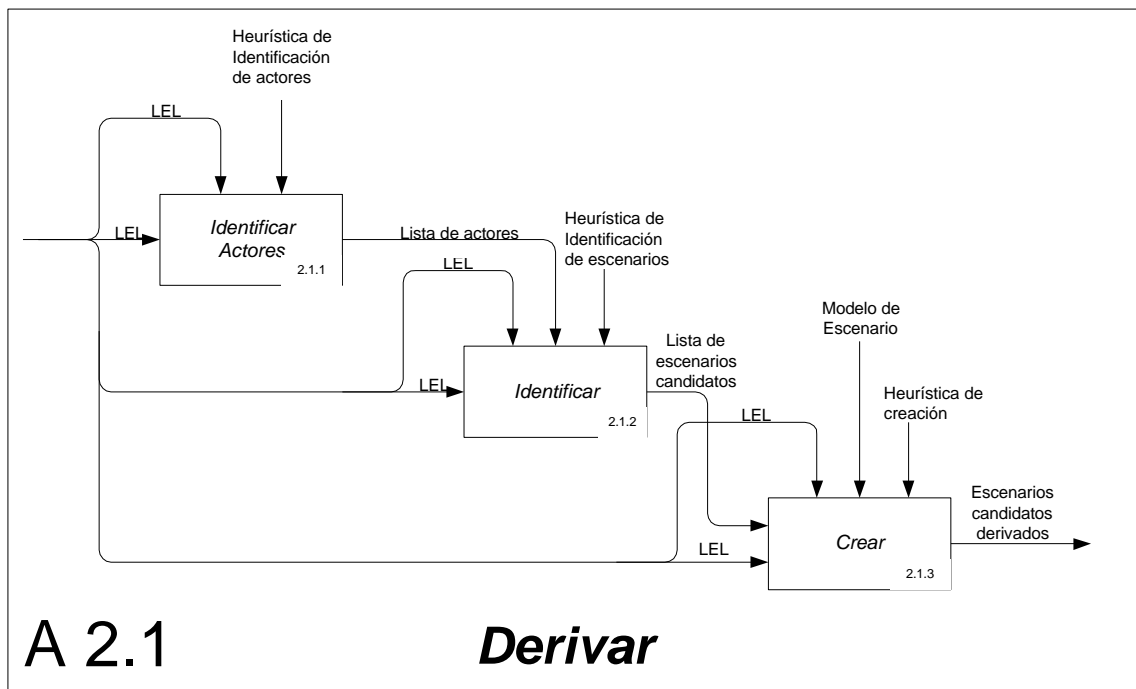 Heurística de
Identificación
de actores
LEL
LEL
Identificar
Actores
2.1.1
Lista de actores
Heurística de
Identificación
de escenarios
LEL
LEL
Identificar
2.1.2
Lista de
escenarios
candidatos
Modelo de
Escenario
Heurística de
creación
LEL
LEL
Crear
2.1.3
Escenarios
candidatos
derivados
A 2.1
Derivar